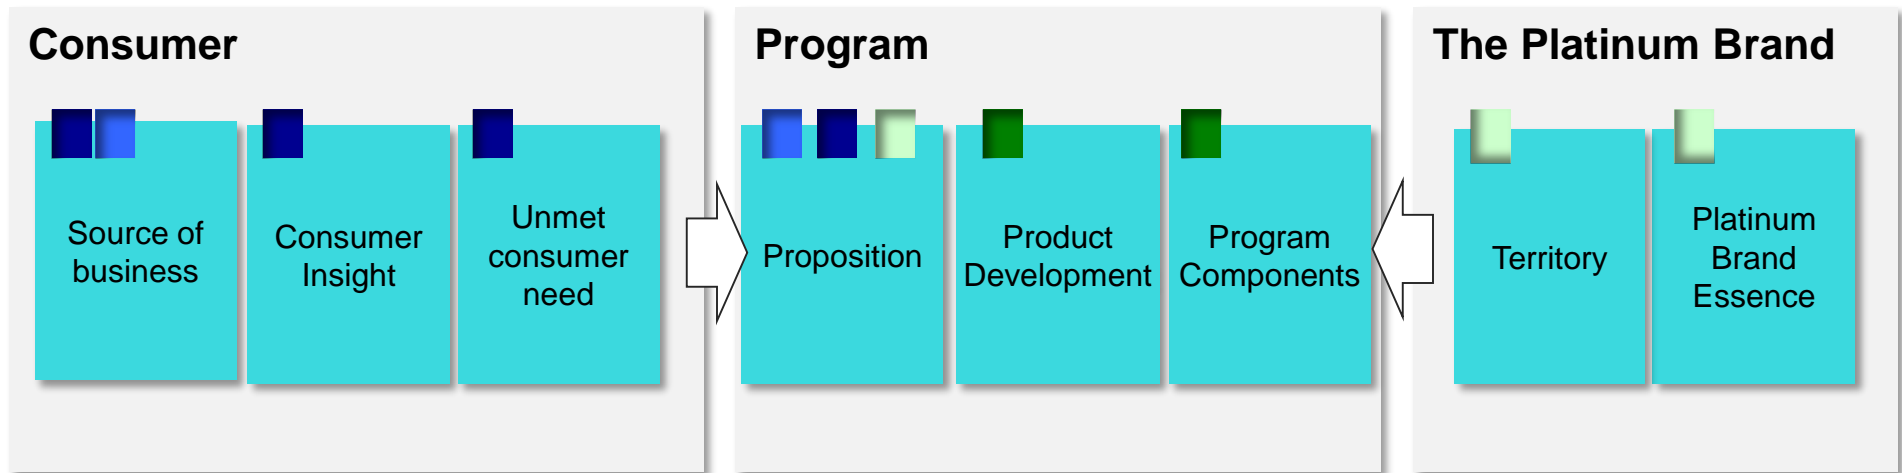 Consumer
Source of
business
Consumer
Insight
Unmet
consumer
need
Program
Proposition
Product
Development
Program
Components
The Platinum Brand
Territory
Platinum
Brand
Essence